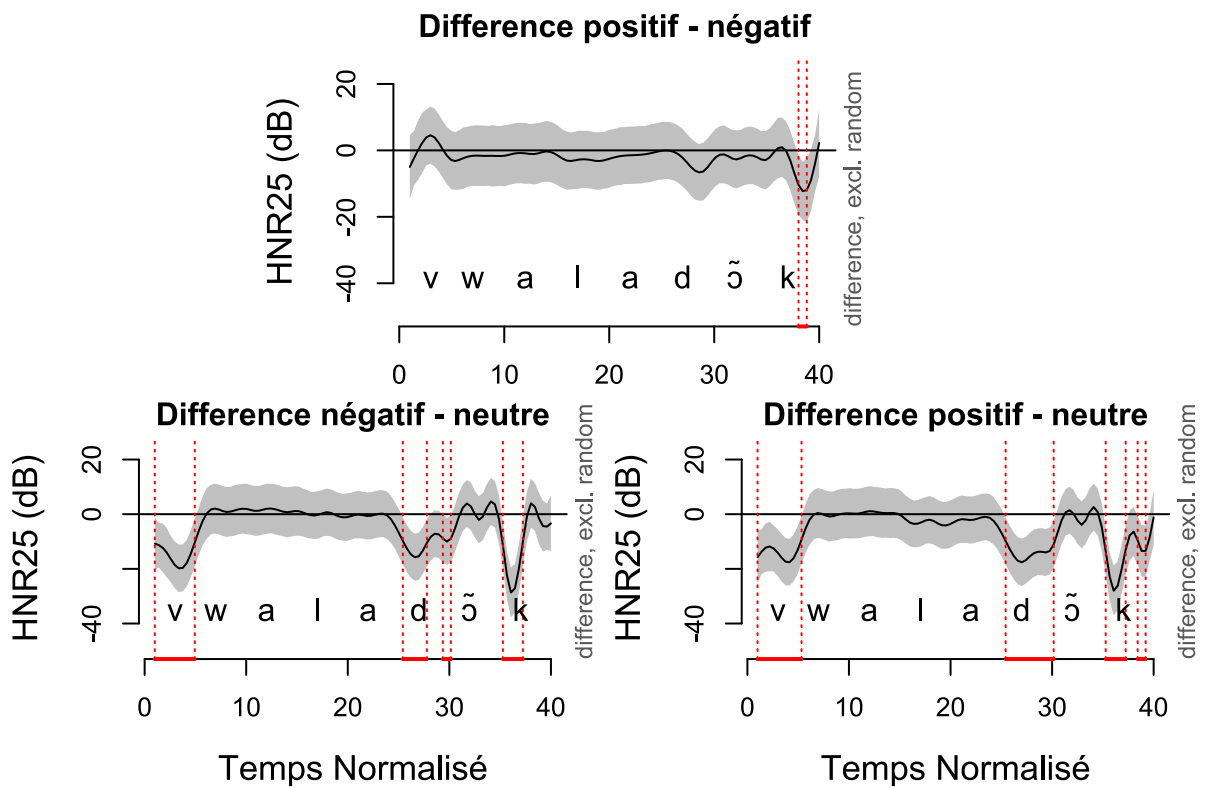 Difference positif - négatif
HNR25 (dB)
20
0
-20
-40
v w a l a d ɔ̃ k
0 10 20 30 40
difference, excl. random
Difference négatif - neutre
HNR25 (dB)
20
0
-40
v w a l a d ɔ̃ k
0 10 20 30 40
Temps Normalisé
difference, excl. random
Difference positif - neutre
HNR25 (dB)
20
0
-40
v w a l a d ɔ̃ k
0 10 20 30 40
Temps Normalisé
difference, excl. random